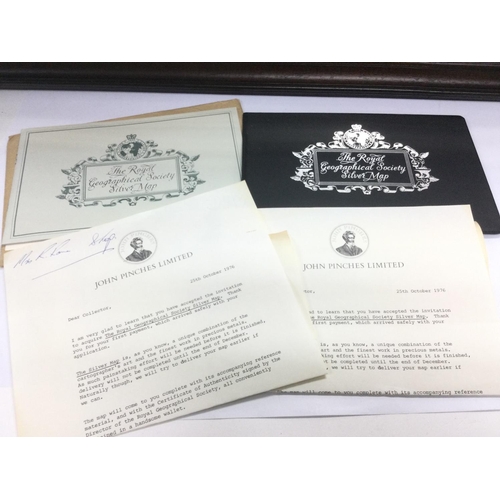 The Royal
Geographical Society
Silver Map
The Royal
Geographical Society
Silver Map
JOHN PINCHES LIMITED
25th October 1976
Dear Collector,
I am very glad to learn that you have accepted the invitation
to acquire The Royal Geographical Society Silver Map. Thank
you for your first payment, which arrived safely with your
application.
The Silver Map is, as you know, a unique combination of the
cartographer's art and the finest work in precious metals.
As much painstaking effort will be needed before it is finished,
delivery will not be completed until the end of December.
Naturally though, we will try to deliver your map earlier if
we can.
The map will come to you complete with its accompanying reference
material, and with the Certificate of Authenticity signed by the
Director of the Royal Geographical Society, all conveniently
in a handsome wallet.
JOHN PINCHES LIMITED
25th October 1976
glad to learn that you have accepted the invitation
the Royal Geographical Society Silver Map. Thank
first payment, which arrived safely with your
is, as you know, a unique combination of the
art and the finest work in precious metals.
effort will be needed before it is finished,
be completed until the end of December.
we will try to deliver your map earlier if
to you complete with its accompanying reference